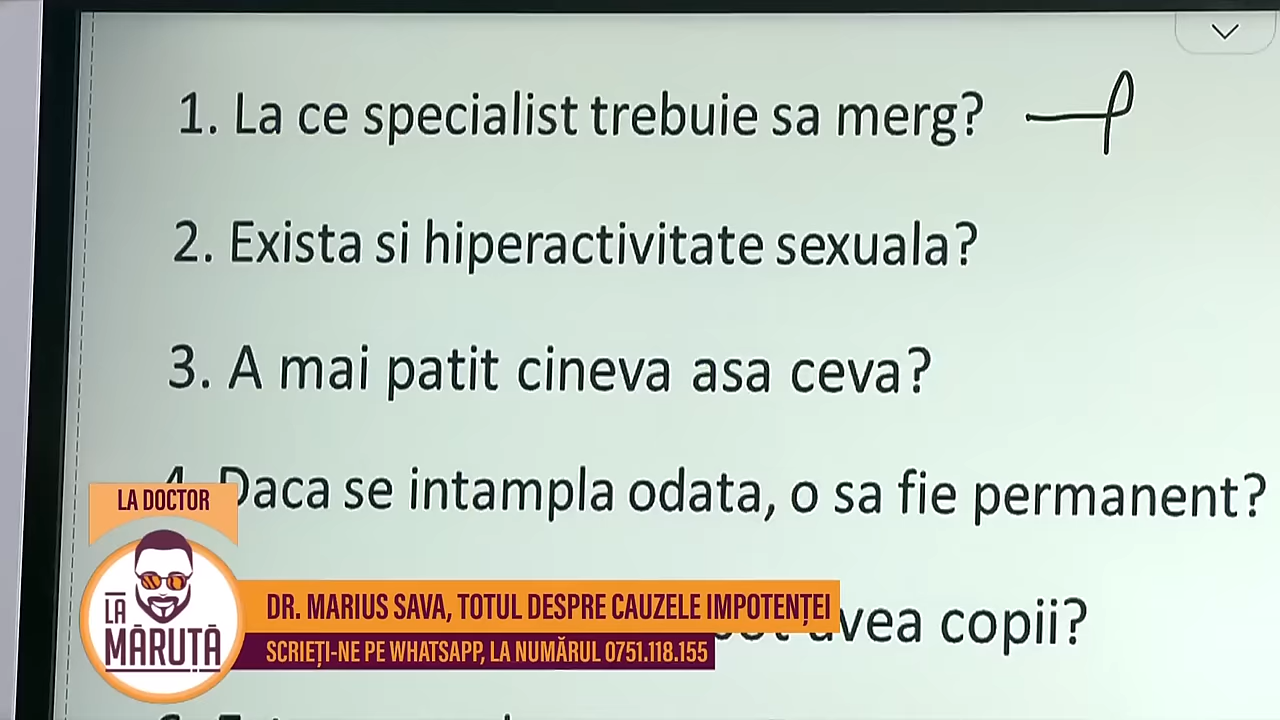 1. La ce specialist trebuie sa merg?
2. Exista si hiperactivitate sexuala?
3. A mai patit cineva asa ceva?
4. Daca se intampla odata, o sa fie permanent?
avea copii?
LA DOCTOR
LA MĂRUȚĂ
DR. MARIUS SAVA, TOTUL DESPRE CAUZELE IMPOTENȚEI
SCRIEȚI-NE PE WHATSAPP, LA NUMĂRUL 0751.118.155